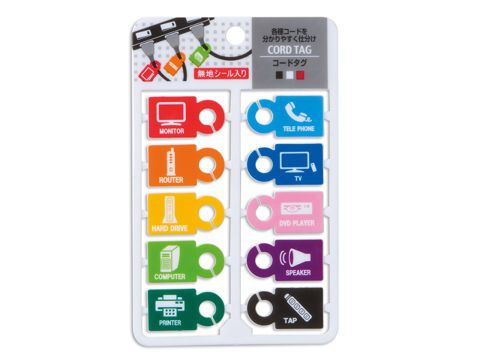 各種コードを
分かりやすく仕分け
CORD TAG
コードタグ
無地シール入り
MONITOR
ROUTER
HARD DRIVE
COMPUTER
PRINTER
TELE PHONE
TV
DVD PLAYER
SPEAKER
TAP